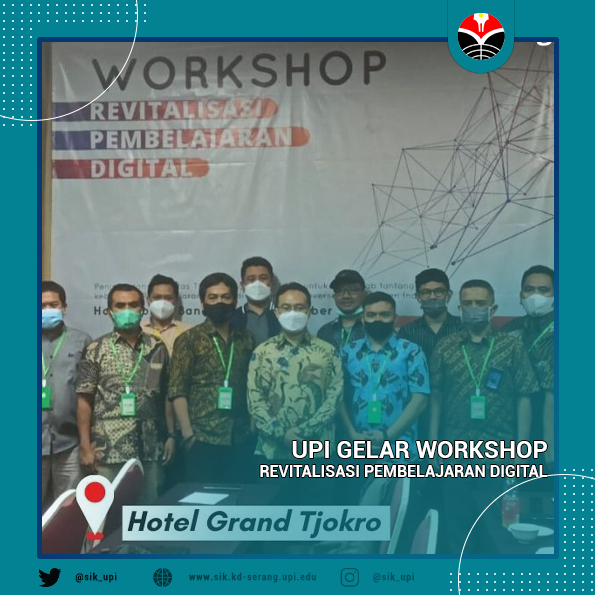 WORKSHOP
REVITALISASI
PEMBELAJARAN
DIGITAL
UPI GELAR WORKSHOP
REVITALISASI PEMBELAJARAN DIGITAL
Hotel Grand Tjokro
@sik_upi
www.sik.kd-serang.upi.edu
@sik_upi